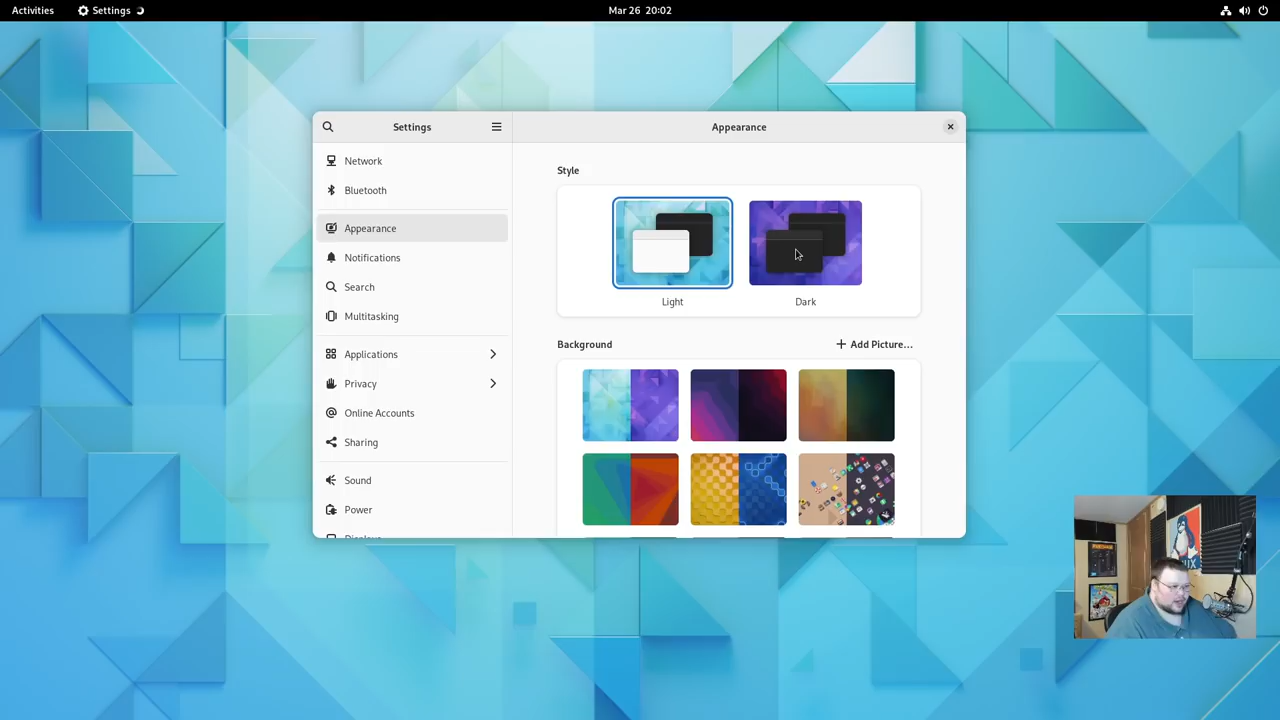 Activities
Settings
Mar 26 20:02
Settings
Appearance
Network
Bluetooth
Appearance
Notifications
Search
Multitasking
Applications
Privacy
Online Accounts
Sharing
Sound
Power
Displays
Style
Light
Dark
Background
Add Picture...